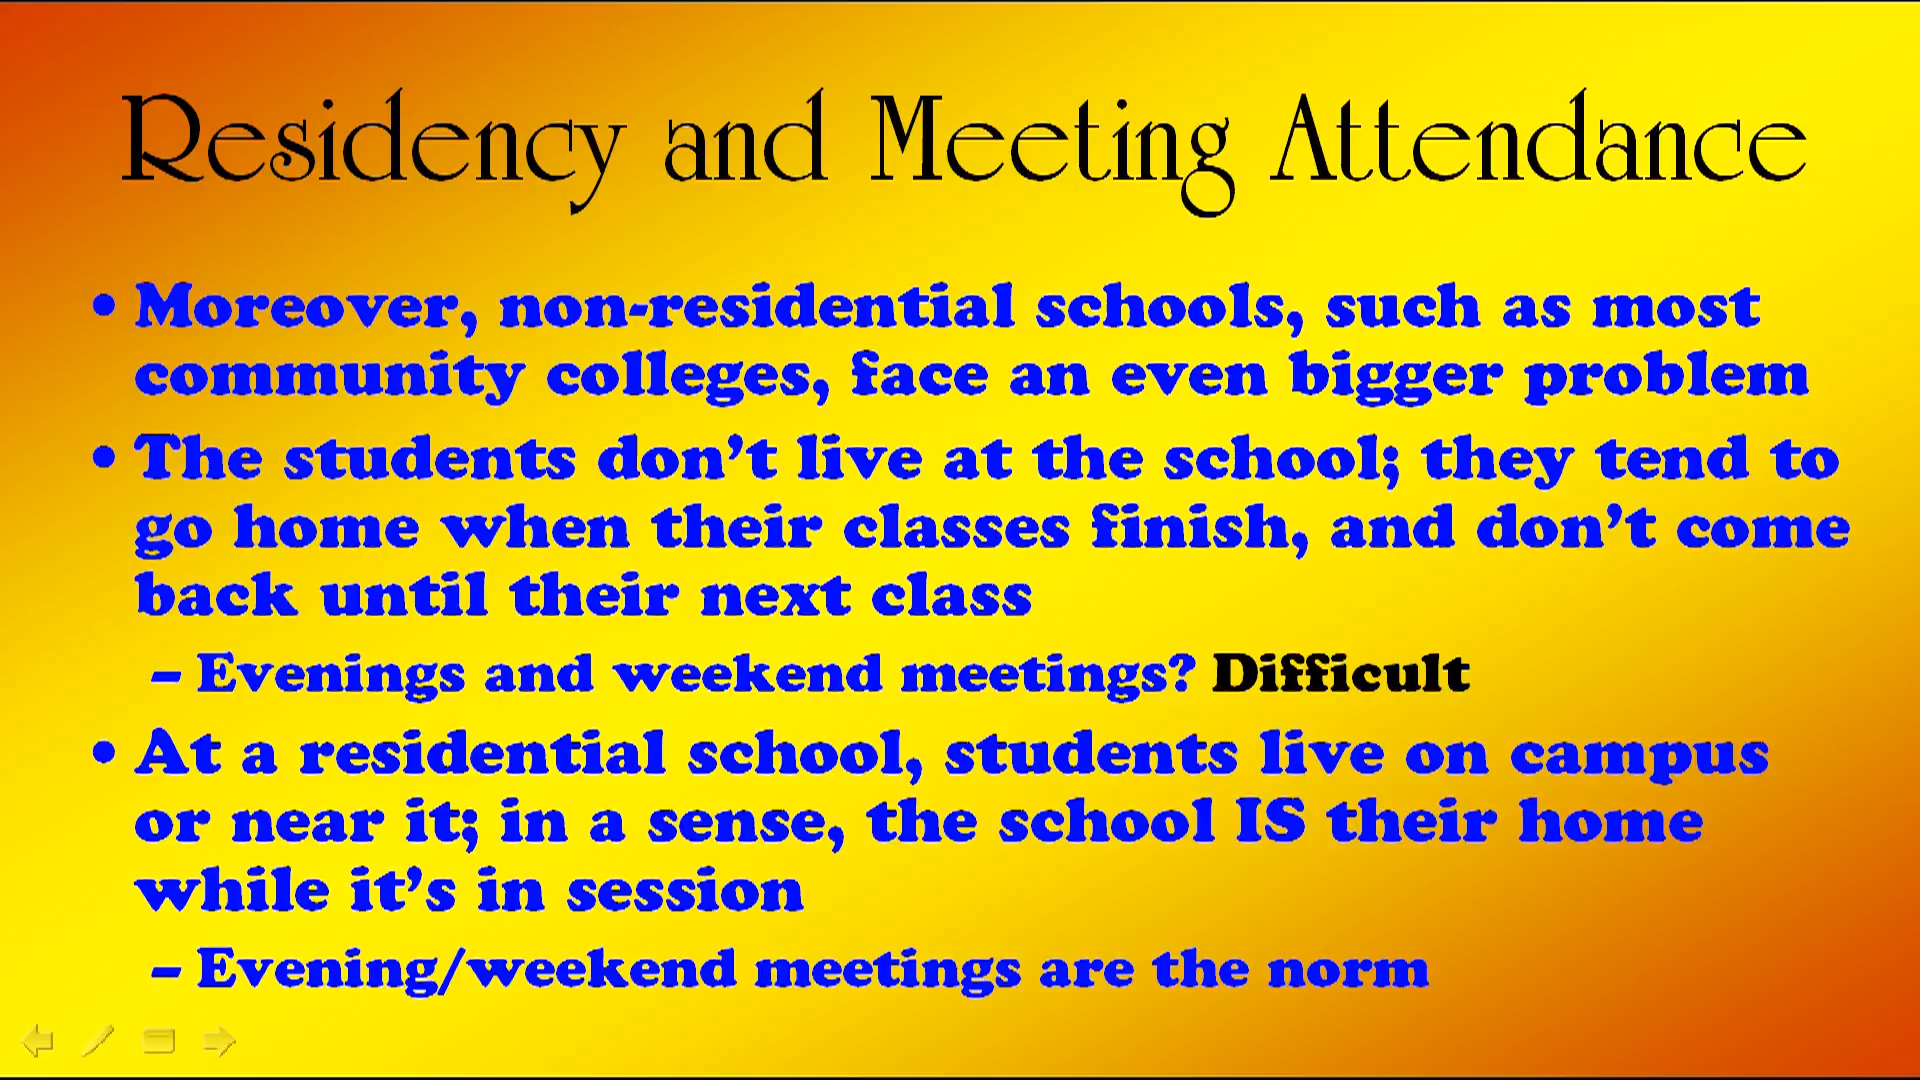 Residency and Meeting Attendance
• Moreover, non-residential schools, such as most
community colleges, face an even bigger problem
• The students don’t live at the school; they tend to
go home when their classes finish, and don’t come
back until their next class
– Evenings and weekend meetings? Difficult
• At a residential school, students live on campus
or near it; in a sense, the school IS their home
while it’s in session
– Evening/weekend meetings are the norm